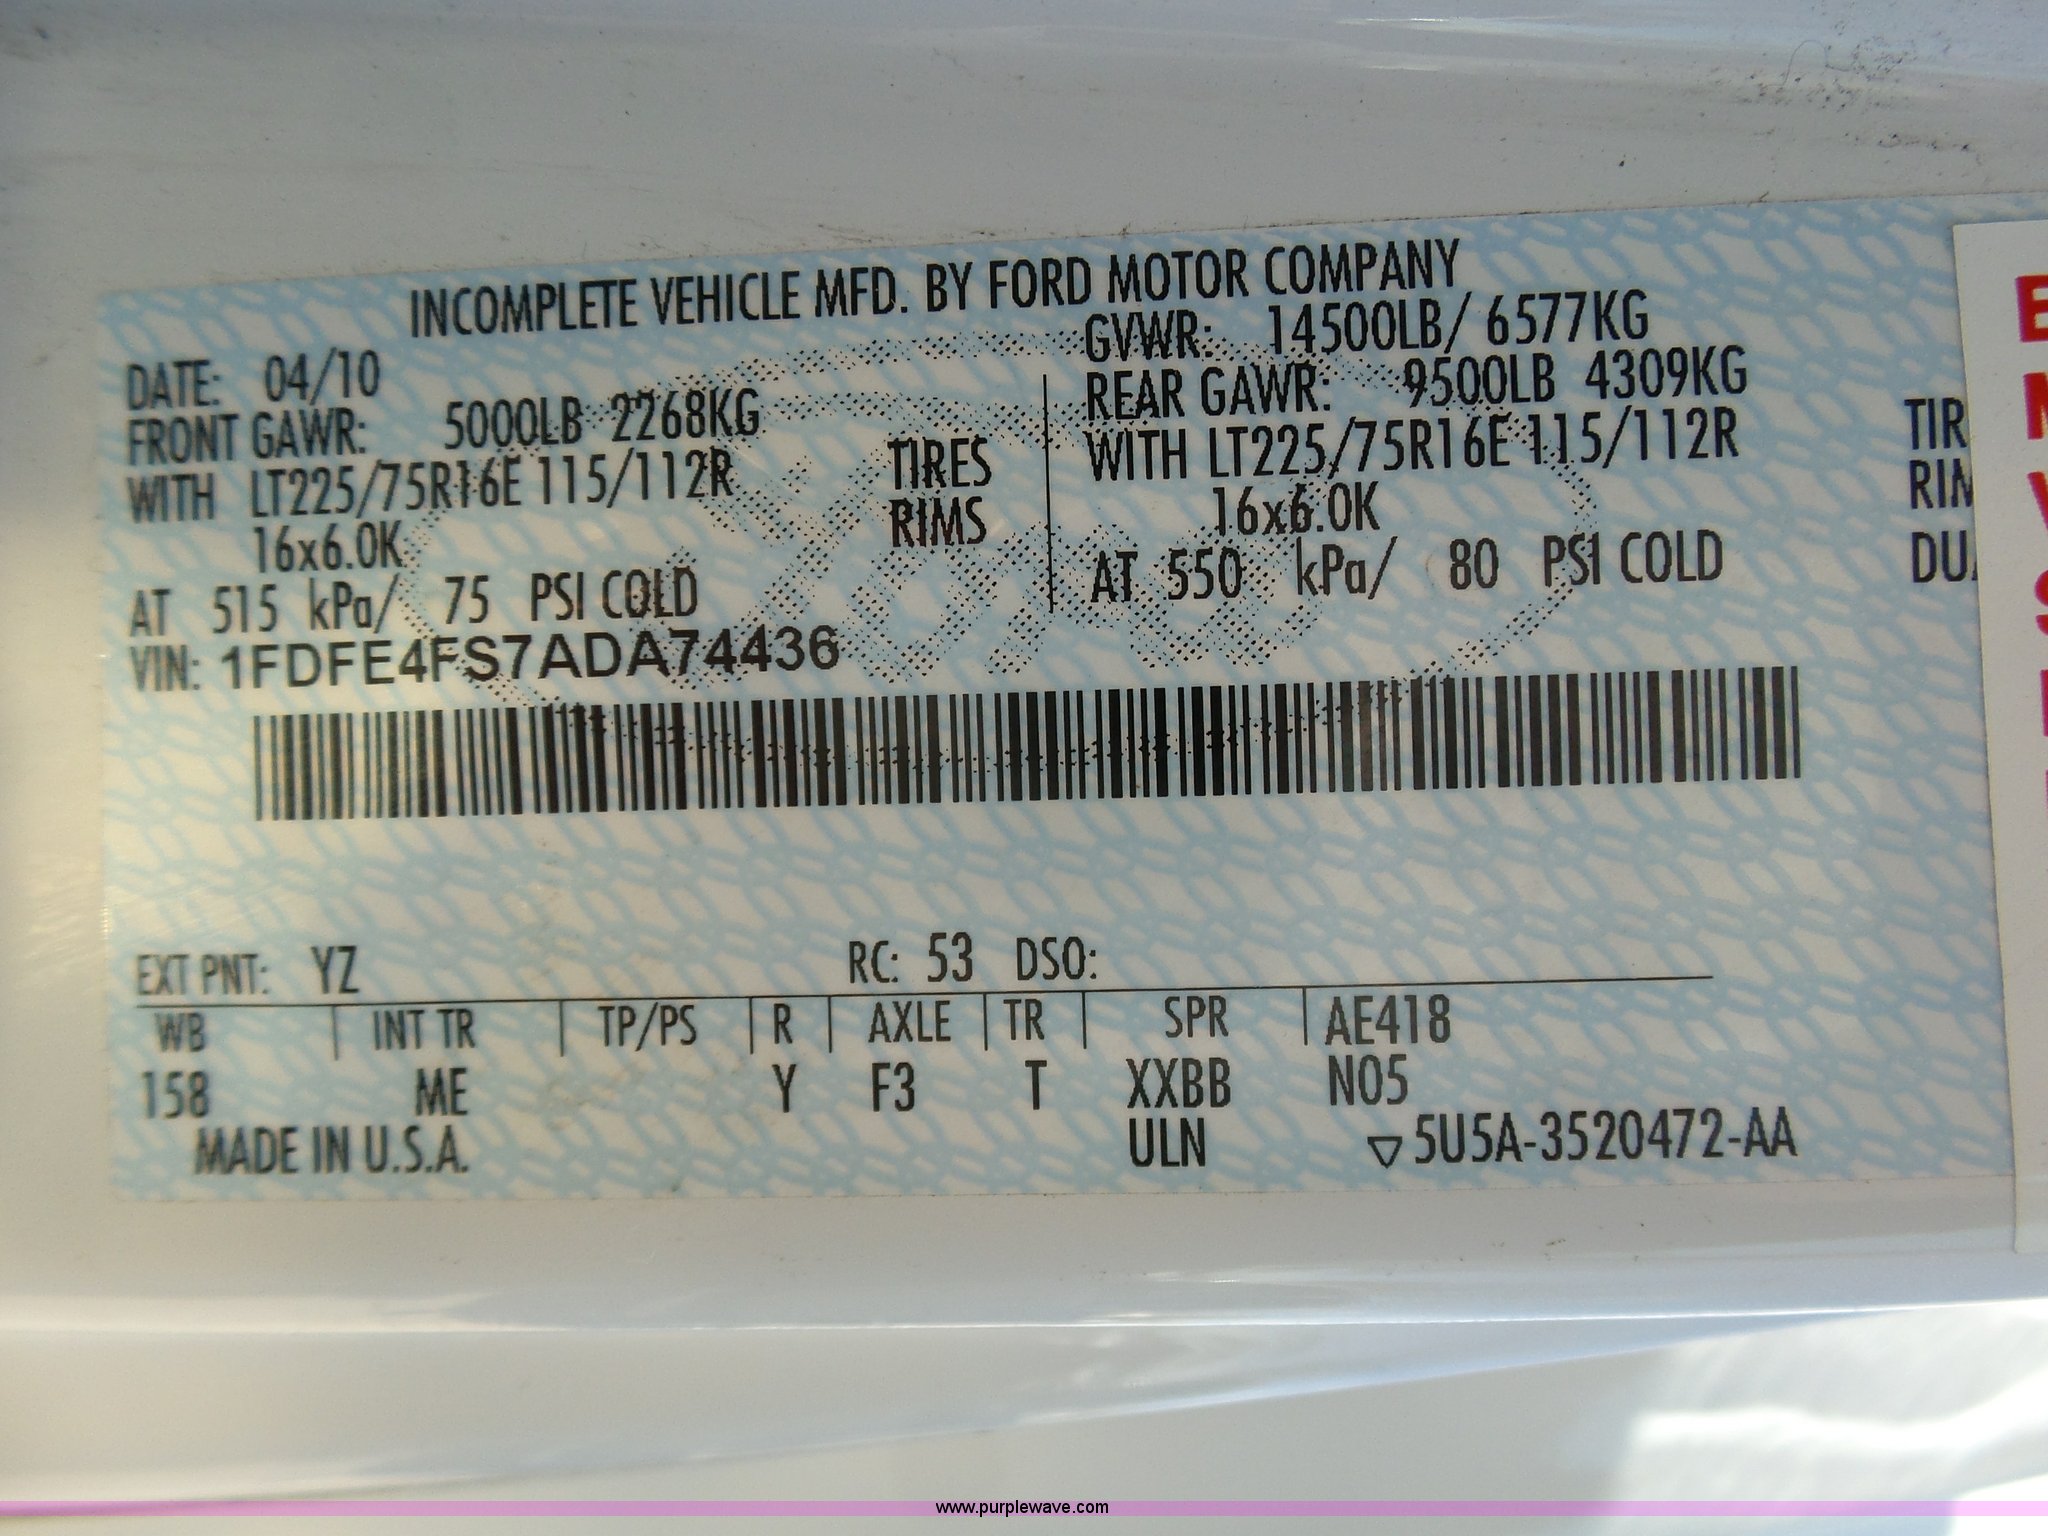 INCOMPLETE VEHICLE MFD. BY FORD MOTOR COMPANY
DATE: 04/10
GVWR: 14500LB/ 6577KG
FRONT GAWR: 5000LB 2268KG
REAR GAWR: 9500LB 4309KG
WITH LT225/75R16E 115/112R TIRES
WITH LT225/75R16E 115/112R TIR
16x6.0K RIMS
16x6.0K RIM
AT 515 kPa/ 75 PSI COLD
AT 550 kPa/ 80 PSI COLD DUA
VIN: 1FDFE4FS7ADA74436
EXT PNT: YZ RC: 53 DSO:
WB | INT TR | TP/PS | R | AXLE | TR | SPR | AE418
158 ME Y F3 T XXBB N05
MADE IN U.S.A. ULN ▽5U5A-3520472-AA
www.purplewave.com